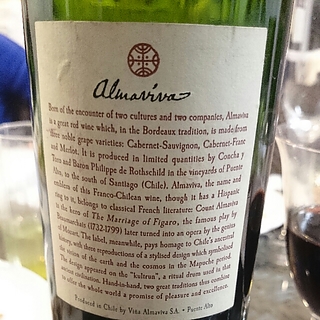 almaviva
Born of the encounter of two cultures and two companies, Almaviva
is a great red wine which, in the Bordeaux tradition, is made from
noble grape varieties: Cabernet-Sauvignon, Cabernet-Franc
and Merlot. It is produced in limited quantities by Concha y
Toro and Baron Philippe de Rothschild in the vineyards of Puente
Alto, to the south of Santiago (Chile). Almaviva, the name and
emblem of this Franco-Chilean wine, though it has a Hispanic
ring to it, belongs to classical French literature: Count Almaviva
is the hero of The Marriage of Figaro, the famous play by
Beaumarchais (1732-1799) later turned into an opera by the genius
of Mozart. The label, meanwhile, pays homage to Chile's ancestral
history, with three reproductions of a stylised design which symbolised
the vision of the earth and the cosmos in the Mapuche period.
The design appeared on the "kultrun", a ritual drum used in that
civilisation. Hand-in-hand, two great traditions thus combine
to offer the whole world a promise of pleasure and excellence.
Produced in Chile by Viña Almaviva S.A. • Puente Alto